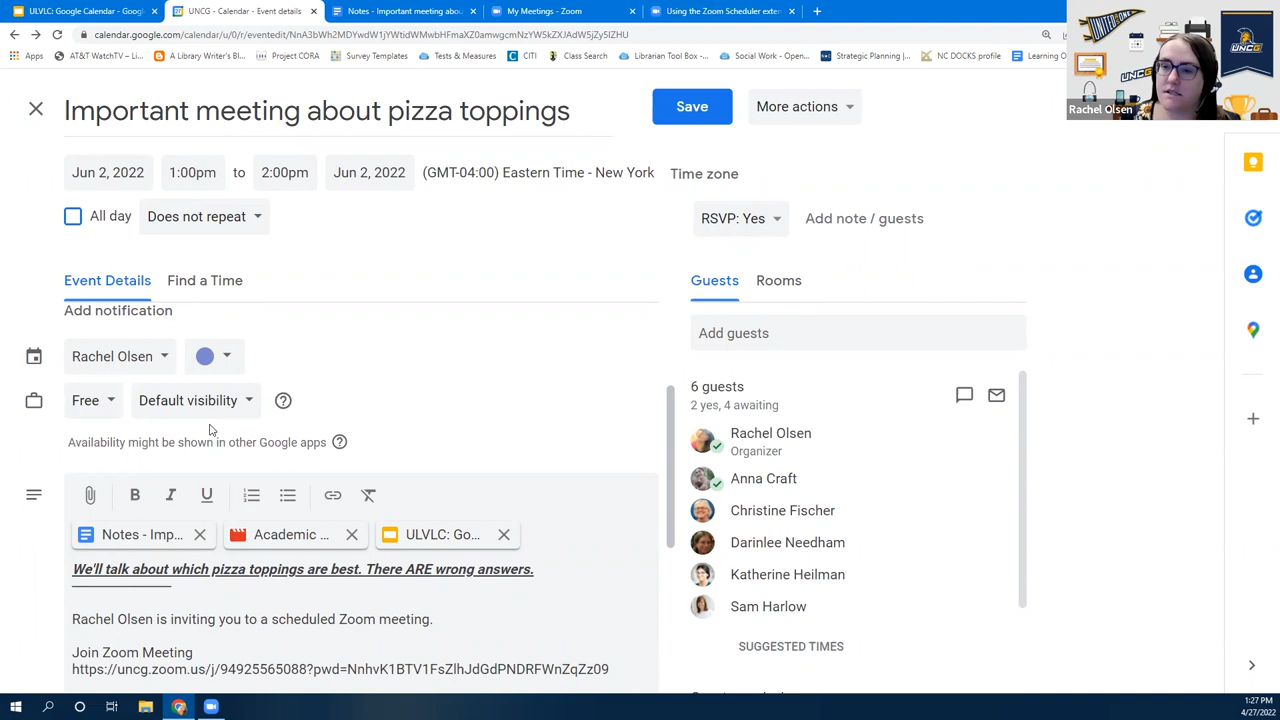 ULVLC: Google Calendar - Googl
UNCG - Calendar - Event details
Notes - Important meeting abou
My Meetings - Zoom
Using the Zoom Scheduler exten
calendar.google.com/calendar/u/0/r/eventedit/
AT&T WatchTV – L...
A Library Writer's Bl...
Project CORA
Survey Templates
Tests & Measures
CITI
Class Search
Librarian Tool Box -...
Social Work - Open...
Strategic Planning |...
NC DOCKS profile
Learning O
UNITED ONE
UNCG
UNCG
Rachel Olsen
Important meeting about pizza toppings
Save
More actions
Jun 2, 2022 1:00pm to 2:00pm Jun 2, 2022 (GMT-04:00) Eastern Time - New York Time zone
All day Does not repeat
RSVP: Yes Add note / guests
Event Details Find a Time
Guests Rooms
Add notification
Add guests
Rachel Olsen
Free Default visibility
Availability might be shown in other Google apps
6 guests
2 yes, 4 awaiting
Rachel Olsen
Organizer
Anna Craft
Christine Fischer
Darinlee Needham
Katherine Heilman
Sam Harlow
SUGGESTED TIMES
B I U
Notes - Imp...
Academic ...
ULVLC: Go...
We'll talk about which pizza toppings are best. There ARE wrong answers.
Rachel Olsen is inviting you to a scheduled Zoom meeting.
Join Zoom Meeting
https://uncg.zoom.us/j/94925565088?pwd=NnhvK1BTV1FsZlhJdGdPNDRFWnZqZz09
1:27 PM
4/27/2022